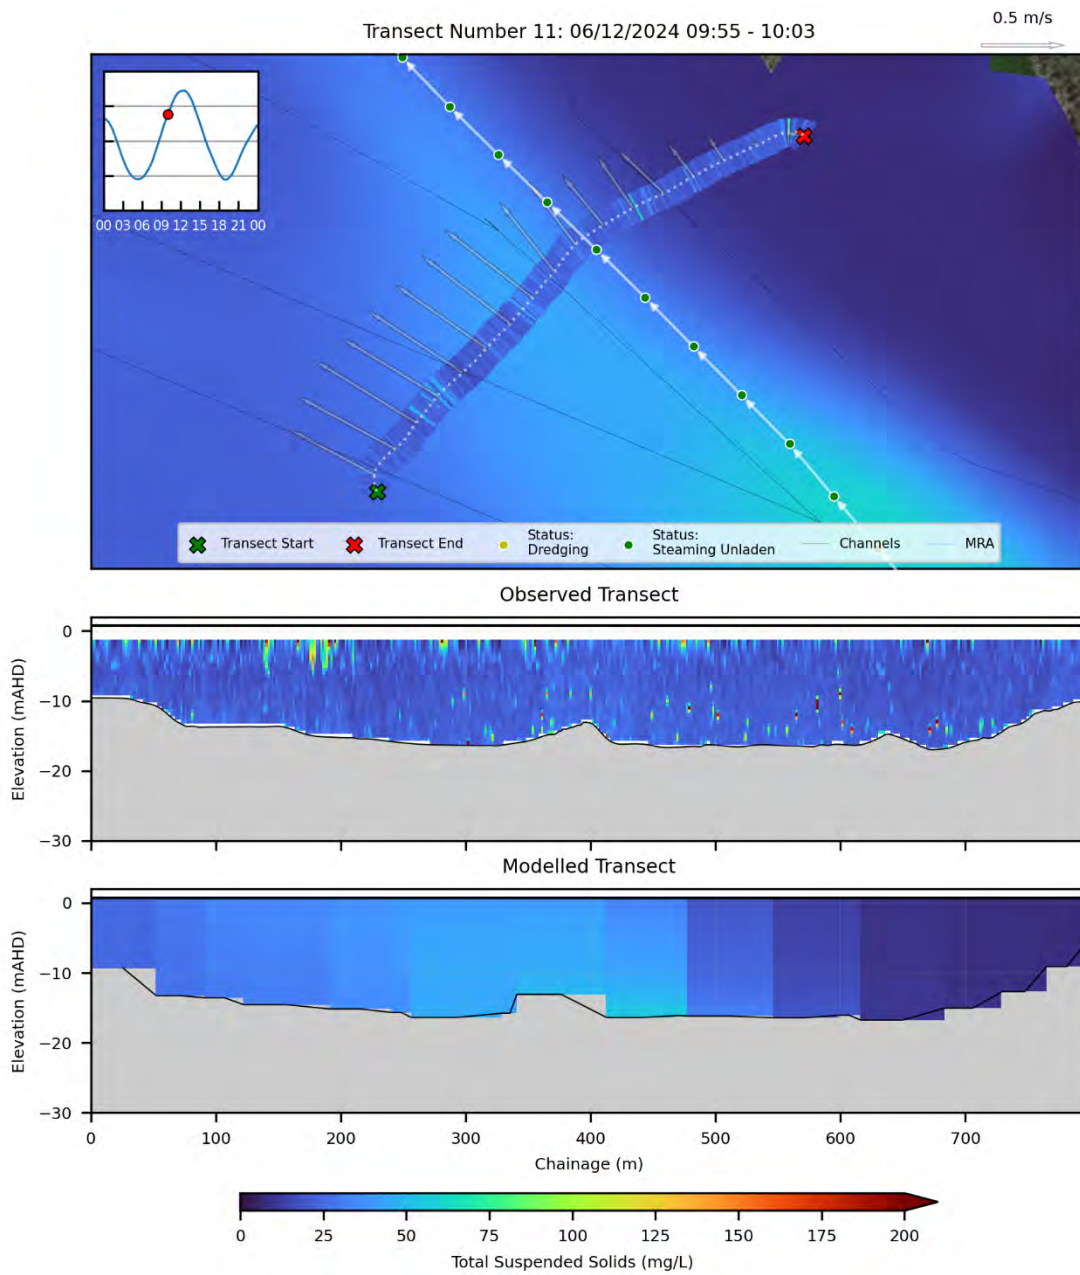 0.5 m/s
Transect Number 11: 06/12/2024 09:55 - 10:03
00 03 06 09 12 15 18 21 00
Transect Start
Transect End
Status:
Dredging
Status:
Steaming Unladen
Channels
MRA
Observed Transect
0
−10
−20
−30
Elevation (mAHD)
Modelled Transect
0
−10
−20
−30
Elevation (mAHD)
0 100 200 300 400 500 600 700
Chainage (m)
0 25 50 75 100 125 150 175 200
Total Suspended Solids (mg/L)